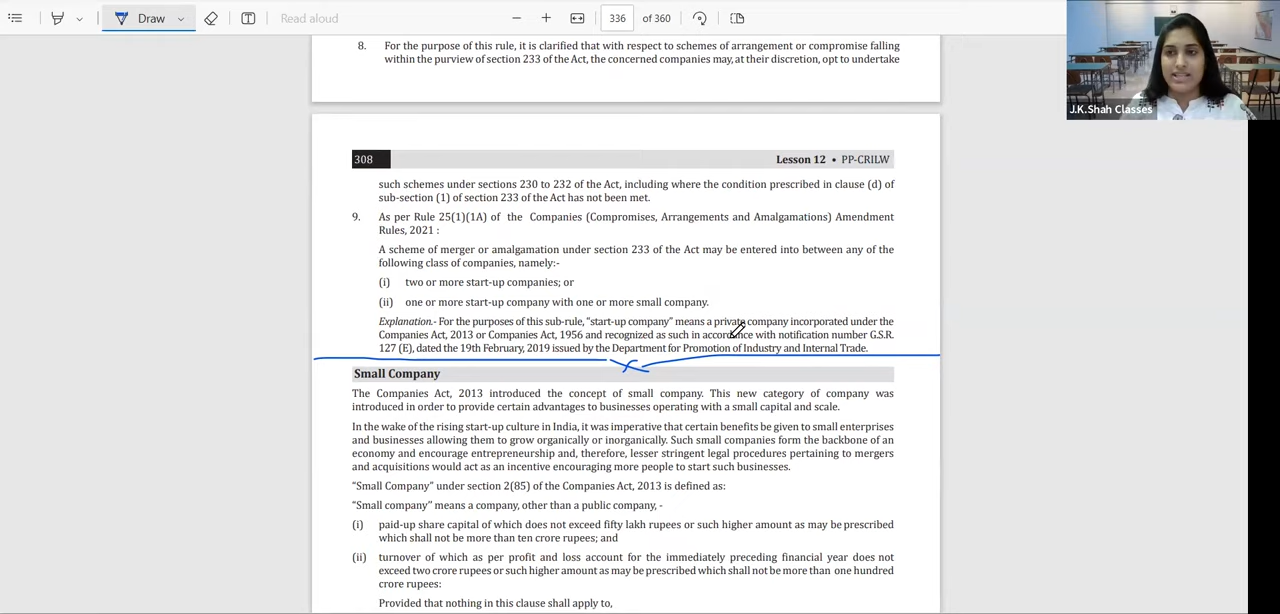 Draw
Read aloud
336 of 360
J.K.Shah Classes
8. For the purpose of this rule, it is clarified that with respect to schemes of arrangement or compromise falling
within the purview of section 233 of the Act, the concerned companies may, at their discretion, opt to undertake
308 Lesson 12 • PP-CRILW
such schemes under sections 230 to 232 of the Act, including where the condition prescribed in clause (d) of
sub-section (1) of section 233 of the Act has not been met.
9. As per Rule 25(1)(1A) of the Companies (Compromises, Arrangements and Amalgamations) Amendment
Rules, 2021 :
A scheme of merger or amalgamation under section 233 of the Act may be entered into between any of the
following class of companies, namely:-
(i) two or more start-up companies; or
(ii) one or more start-up company with one or more small company.
Explanation.- For the purposes of this sub-rule, "start-up company" means a private company incorporated under the
Companies Act, 2013 or Companies Act, 1956 and recognized as such in accordance with notification number G.S.R.
127 (E), dated the 19th February, 2019 issued by the Department for Promotion of Industry and Internal Trade.
Small Company
The Companies Act, 2013 introduced the concept of small company. This new category of company was
introduced in order to provide certain advantages to businesses operating with a small capital and scale.
In the wake of the rising start-up culture in India, it was imperative that certain benefits be given to small enterprises
and businesses allowing them to grow organically or inorganically. Such small companies form the backbone of an
economy and encourage entrepreneurship and, therefore, lesser stringent legal procedures pertaining to mergers
and acquisitions would act as an incentive encouraging more people to start such businesses.
"Small Company" under section 2(85) of the Companies Act, 2013 is defined as:
"Small company" means a company, other than a public company, -
(i) paid-up share capital of which does not exceed fifty lakh rupees or such higher amount as may be prescribed
which shall not be more than ten crore rupees; and
(ii) turnover of which as per profit and loss account for the immediately preceding financial year does not
exceed two crore rupees or such higher amount as may be prescribed which shall not be more than one hundred
crore rupees:
Provided that nothing in this clause shall apply to,